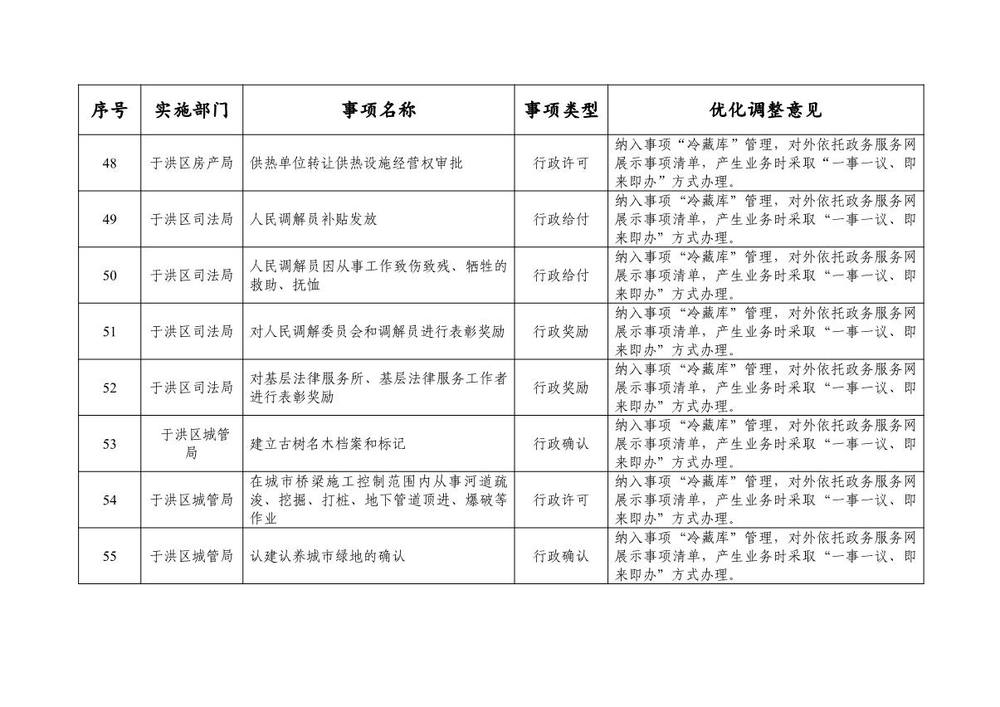 序号 实施部门 事项名称 事项类型 优化调整意见
48 于洪区房产局 供热单位转让供热设施经营权审批 行政许可 纳入事项“冷藏库”管理，对外依托政务服务网
展示事项清单，产生业务时采取“一事一议、即
来即办”方式办理。
49 于洪区司法局 人民调解员补贴发放 行政给付 纳入事项“冷藏库”管理，对外依托政务服务网
展示事项清单，产生业务时采取“一事一议、即
来即办”方式办理。
50 于洪区司法局 人民调解员因从事工作致伤致残、牺牲的
救助、抚恤 行政给付 纳入事项“冷藏库”管理，对外依托政务服务网
展示事项清单，产生业务时采取“一事一议、即
来即办”方式办理。
51 于洪区司法局 对人民调解委员会和调解员进行表彰奖励 行政奖励 纳入事项“冷藏库”管理，对外依托政务服务网
展示事项清单，产生业务时采取“一事一议、即
来即办”方式办理。
52 于洪区司法局 对基层法律服务所、基层法律服务工作者
进行表彰奖励 行政奖励 纳入事项“冷藏库”管理，对外依托政务服务网
展示事项清单，产生业务时采取“一事一议、即
来即办”方式办理。
53 于洪区城管
局 建立古树名木档案和标记 行政确认 纳入事项“冷藏库”管理，对外依托政务服务网
展示事项清单，产生业务时采取“一事一议、即
来即办”方式办理。
54 于洪区城管局 在城市桥梁施工控制范围内从事河道疏
浚、挖掘、打桩、地下管道顶进、爆破等
作业 行政许可 纳入事项“冷藏库”管理，对外依托政务服务网
展示事项清单，产生业务时采取“一事一议、即
来即办”方式办理。
55 于洪区城管局 认建认养城市绿地的确认 行政确认 纳入事项“冷藏库”管理，对外依托政务服务网
展示事项清单，产生业务时采取“一事一议、即
来即办”方式办理。